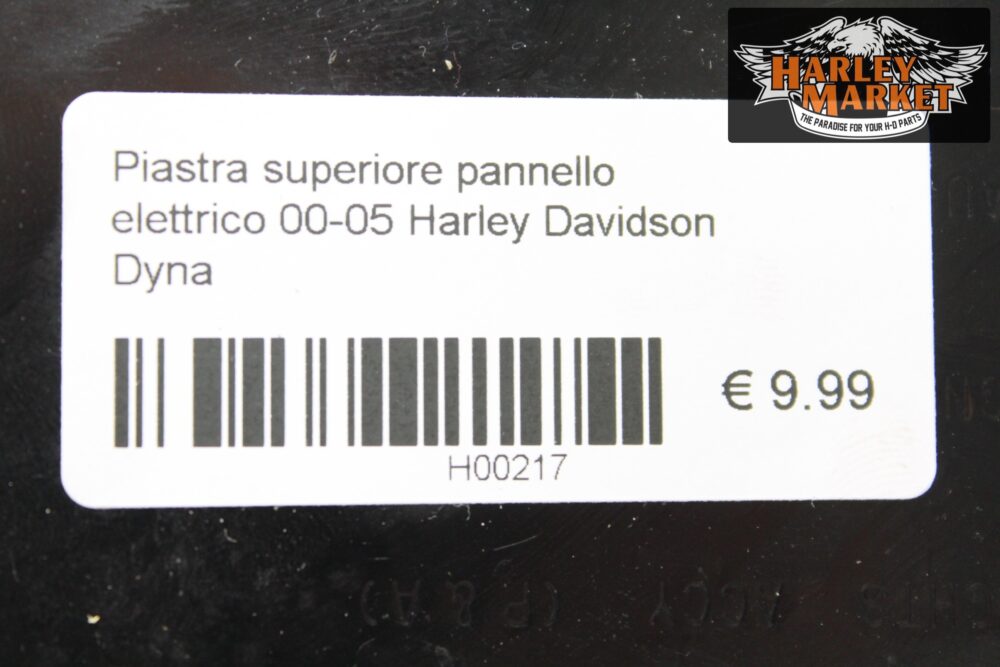 HARLEY
MARKET
THE PARADISE FOR YOUR H-D PARTS
Piastra superiore pannello
elettrico 00-05 Harley Davidson
Dyna
€ 9.99
H00217
ACCY (P & A)